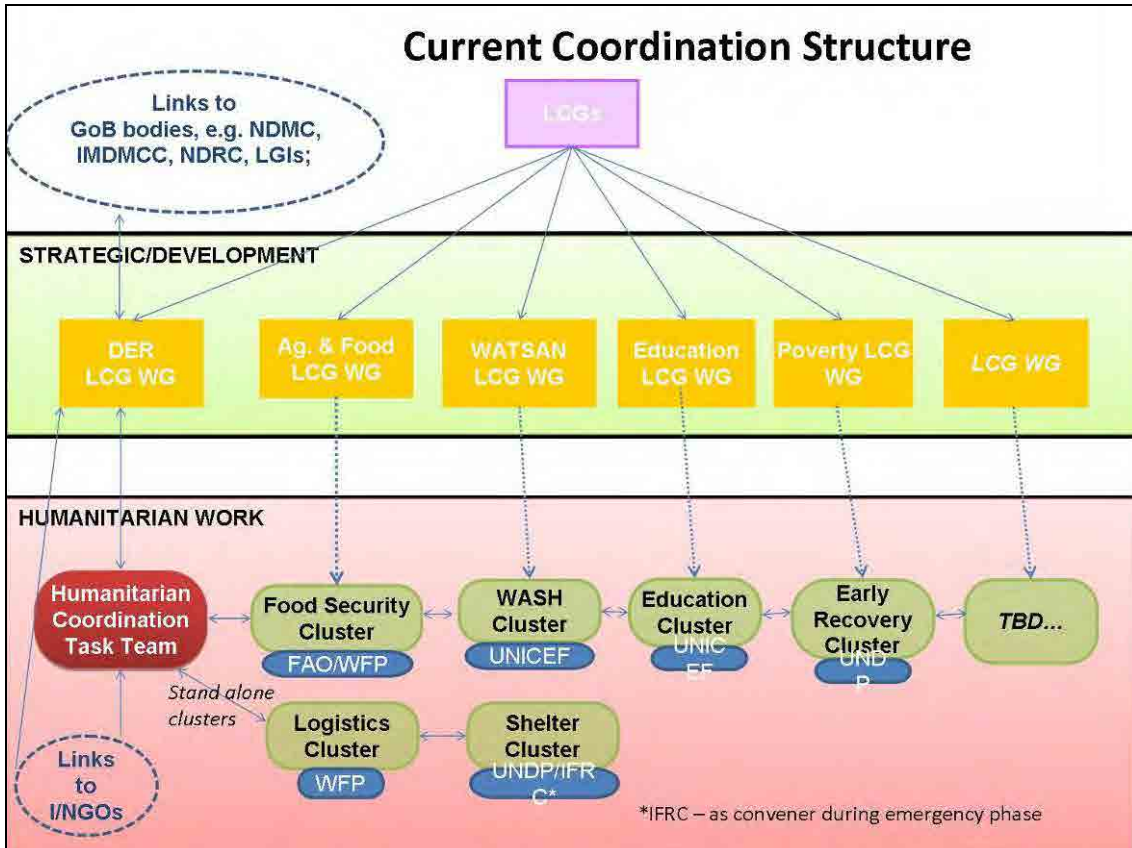 Current Coordination Structure
Links to
GoB bodies, e.g. NDMC,
IMDMCC, NDRC, LGIs;
LCGs
STRATEGIC/DEVELOPMENT
DER
LCG WG
Ag. & Food
LCG WG
WATSAN
LCG WG
Education
LCG WG
Poverty LCG
WG
LCG WG
HUMANITARIAN WORK
Humanitarian
Coordination
Task Team
Food Security
Cluster
FAO/WFP
WASH
Cluster
UNICEF
Education
Cluster
UNIC
EF
Early
Recovery
Cluster
UND
P
TBD...
Stand alone
clusters
Logistics
Cluster
WFP
Shelter
Cluster
UNDP/IFR
C*
Links
to
I/NGOs
*IFRC – as convener during emergency phase